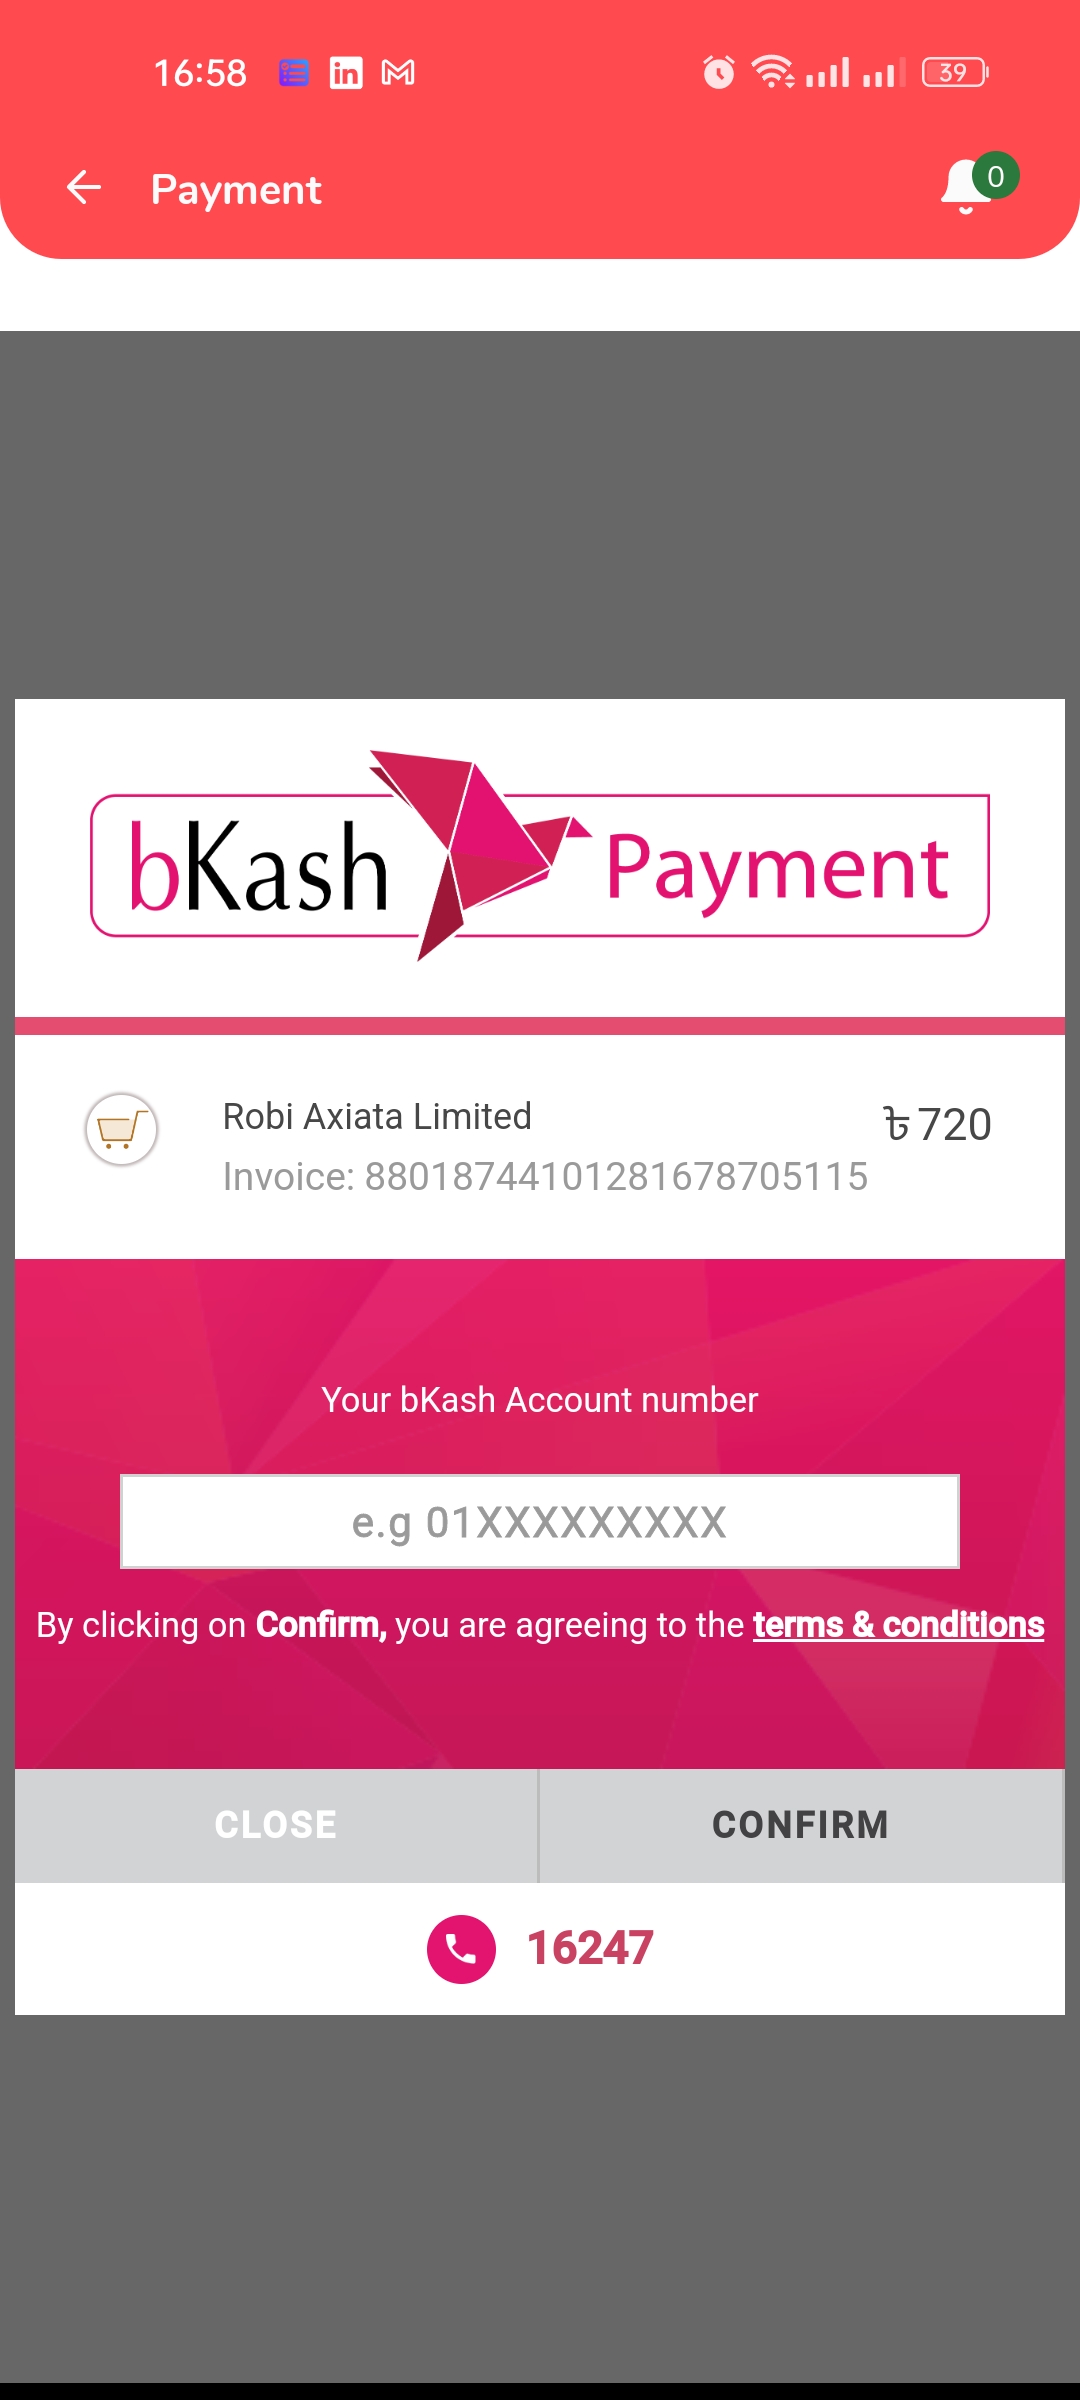 16:58
39
Payment
0
bKash Payment
Robi Axiata Limited
৳ 720
Invoice: 8801874410128167870511​5
Your bKash Account number
e.g 01XXXXXXXXX
By clicking on Confirm, you are agreeing to the terms & conditions
CLOSE
CONFIRM
16247